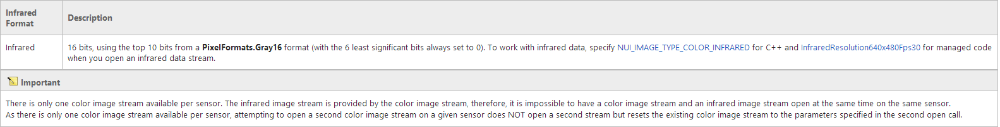 Infrared
Format
Description
Infrared
16 bits, using the top 10 bits from a PixelFormats.Gray16 format (with the 6 least significant bits always set to 0). To work with infrared data, specify NUI_IMAGE_TYPE_COLOR_INFRARED for C++ and InfraredResolution640x480Fps30 for managed code
when you open an infrared data stream.
Important
There is only one color image stream available per sensor. The infrared image stream is provided by the color image stream, therefore, it is impossible to have a color image stream and an infrared image stream open at the same time on the same sensor.
As there is only one color image stream available per sensor, attempting to open a second color image stream on a given sensor does NOT open a second stream but resets the existing color image stream to the parameters specified in the second open call.